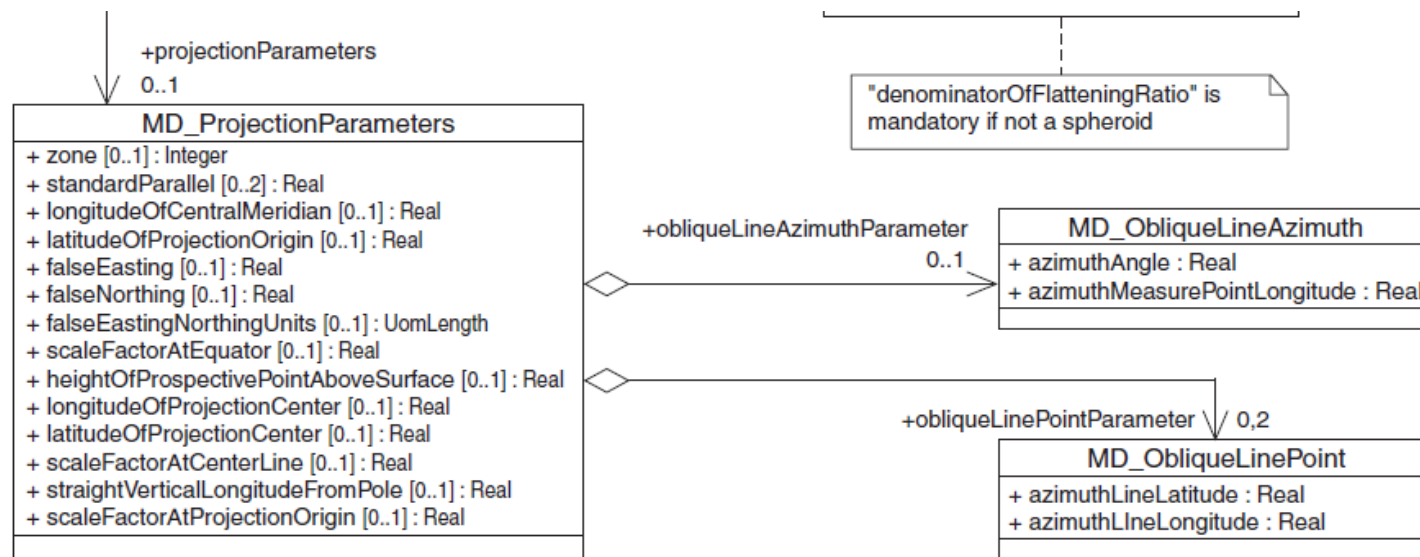 +projectionParameters
0..1
"denominatorOfFlatteningRatio" is
mandatory if not a spheroid
MD_ProjectionParameters
+ zone [0..1] : Integer
+ standardParallel [0..2] : Real
+ longitudeOfCentralMeridian [0..1] : Real
+ latitudeOfProjectionOrigin [0..1] : Real
+ falseEasting [0..1] : Real
+ falseNorthing [0..1] : Real
+ falseEastingNorthingUnits [0..1] : UomLength
+ scaleFactorAtEquator [0..1] : Real
+ heightOfProspectivePointAboveSurface [0..1] : Real
+ longitudeOfProjectionCenter [0..1] : Real
+ latitudeOfProjectionCenter [0..1] : Real
+ scaleFactorAtCenterLine [0..1] : Real
+ straightVerticalLongitudeFromPole [0..1] : Real
+ scaleFactorAtProjectionOrigin [0..1] : Real
+obliqueLineAzimuthParameter
0..1
MD_ObliqueLineAzimuth
+ azimuthAngle : Real
+ azimuthMeasurePointLongitude : Real
+obliqueLinePointParameter
0,2
MD_ObliqueLinePoint
+ azimuthLineLatitude : Real
+ azimuthLIneLongitude : Real